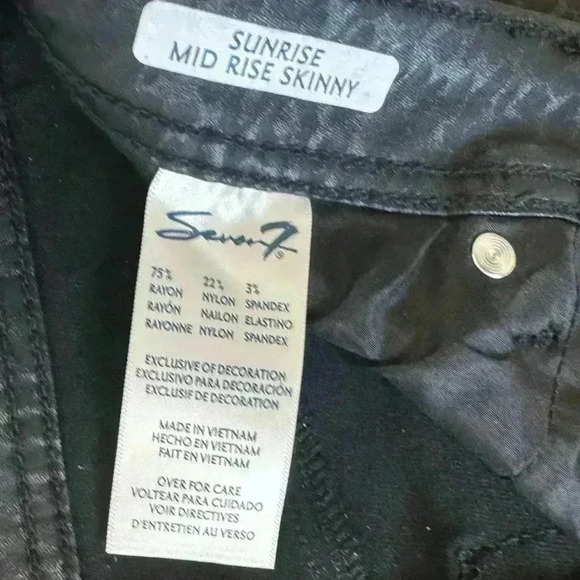 SUNRISE
MID RISE SKINNY
Seven7®
75% 22% 3%
RAYON NYLON SPANDEX
RAYÓN NAILON ELASTINO
RAYONNE NYLON SPANDEX
EXCLUSIVE OF DECORATION
EXCLUSIVO PARA DECORACIÓN
EXCLUSIF DE DECORATION
MADE IN VIETNAM
HECHO EN VIETNAM
FAIT EN VIETNAM
OVER FOR CARE
VOLTEAR PARA CUIDADO
VOIR DIRECTIVES
D'ENTRETIEN AU VERSO